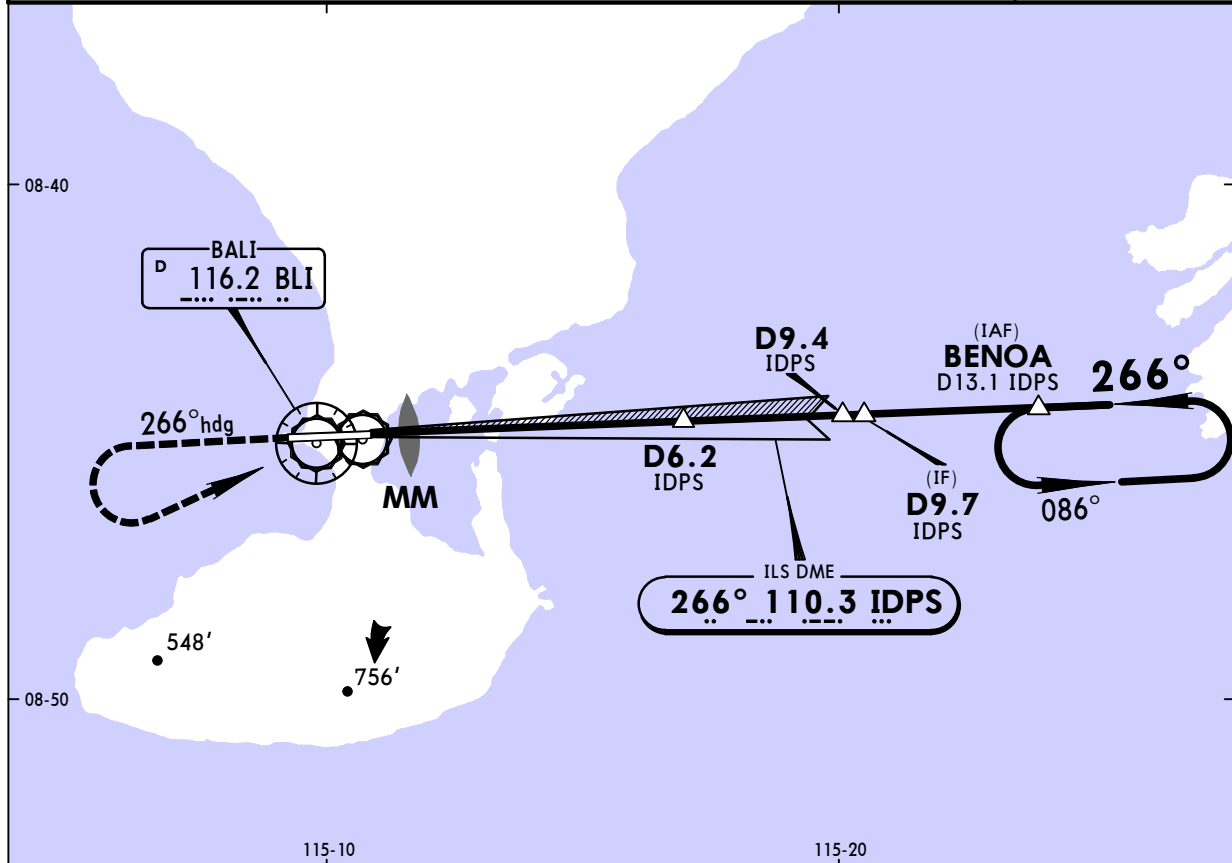 08-40
BALI
D 116.2 BLI
D9.4
IDPS
(IAF)
BENOA
D13.1 IDPS
266°
266°hdg
D6.2
IDPS
MM
(IF)
D9.7
IDPS
086°
ILS DME
266° 110.3 IDPS
548'
756'
08-50
115-10
115-20